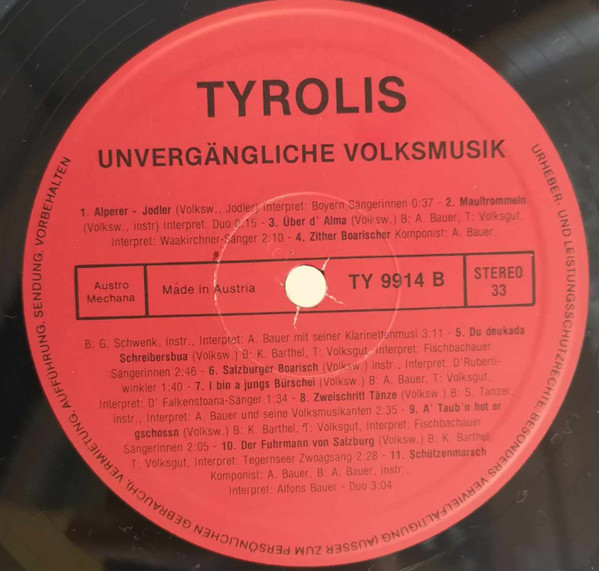 TYROLIS
UNVERGÄNGLICHE VOLKSMUSIK
1. Alperer - Jodler (Volksw., Jodler) Interpret: Boyern Sängerinnen 0:37 - 2. Maultrommeln
(Volksw., instr) Interpret: Duo 0:15 - 3. Über d' Alma (Volksw.) B: A. Bauer, T: Volksgut,
Interpret: Waakirchner-Sänger 2:10 - 4. Zither Boarischer Komponist: A. Bauer,
Austro
Mechana
Made in Austria
TY 9914 B
STEREO
33
B: G. Schwenk, instr., Interpret: A. Bauer mit seiner Klarinettenmusi 3:11 - 5. Du deukada
Schreibersbua (Volksw.) B: K. Barthel, T: Volksgut, Interpret: Fischbachauer
Sängerinnen 2:46 - 6. Salzburger Boarisch (Volksw.) instr., Interpret: D'Ruberti-
winkler 1:40 - 7. I bin a jungs Bürschei (Volksw.) B: A. Bauer, T: Volksgut,
Interpret: D' Falkenstoana-Sänger 1:34 - 8. Zweischritt Tänze (Volksw.) B: S. Tanzer,
instr., Interpret: A. Bauer und seine Volksmusikanten 2:35 - 9. A' Taub'n hot er
gschossn (Volksw.) B: K. Barthel, T: Volksgut, Interpret: Fischbachauer
Sängerinnen 2:05 - 10. Der Fuhrmann von Salzburg (Volksw.) B: K. Barthel,
T: Volksgut, Interpret: Tegernseer Zwoagsang 2:28 - 11. Schützenmarsch
Komponist: A. Bauer, B: A. Bauer, instr.,
Interpret: Alfons Bauer - Duo 3:04
URHEBER- UND LEISTUNGSSCHUTZRECHTE BESONDERS VERVIELFÄLTIGUNG (AUSSER ZUM PERSÖNLICHEN GEBRAUCH), VERMIETUNG, AUFFÜHRUNG, SENDUNG, VORBEHALTEN